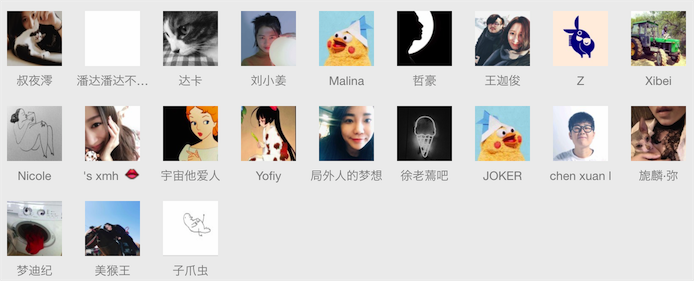 叔夜澪
潘达潘达不...
达卡
刘小姜
Malina
哲豪
王迦俊
Z
Xibei
Nicole
's xmh 👄
宇宙他爱人
Yofiy
局外人的梦想
徐老蔫吧
JOKER
chen xuan l
旎麟·弥
梦迪纪
美猴王
子爪虫